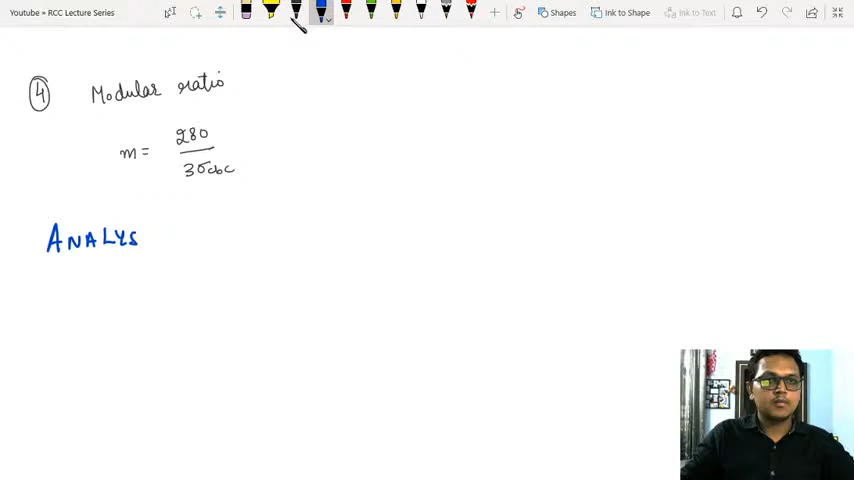 Youtube » RCC Lecture Series
Shapes
Ink to Shape
Ink to Text
4 Modular ratio
m = 280 / 3σcbc
ANALYS